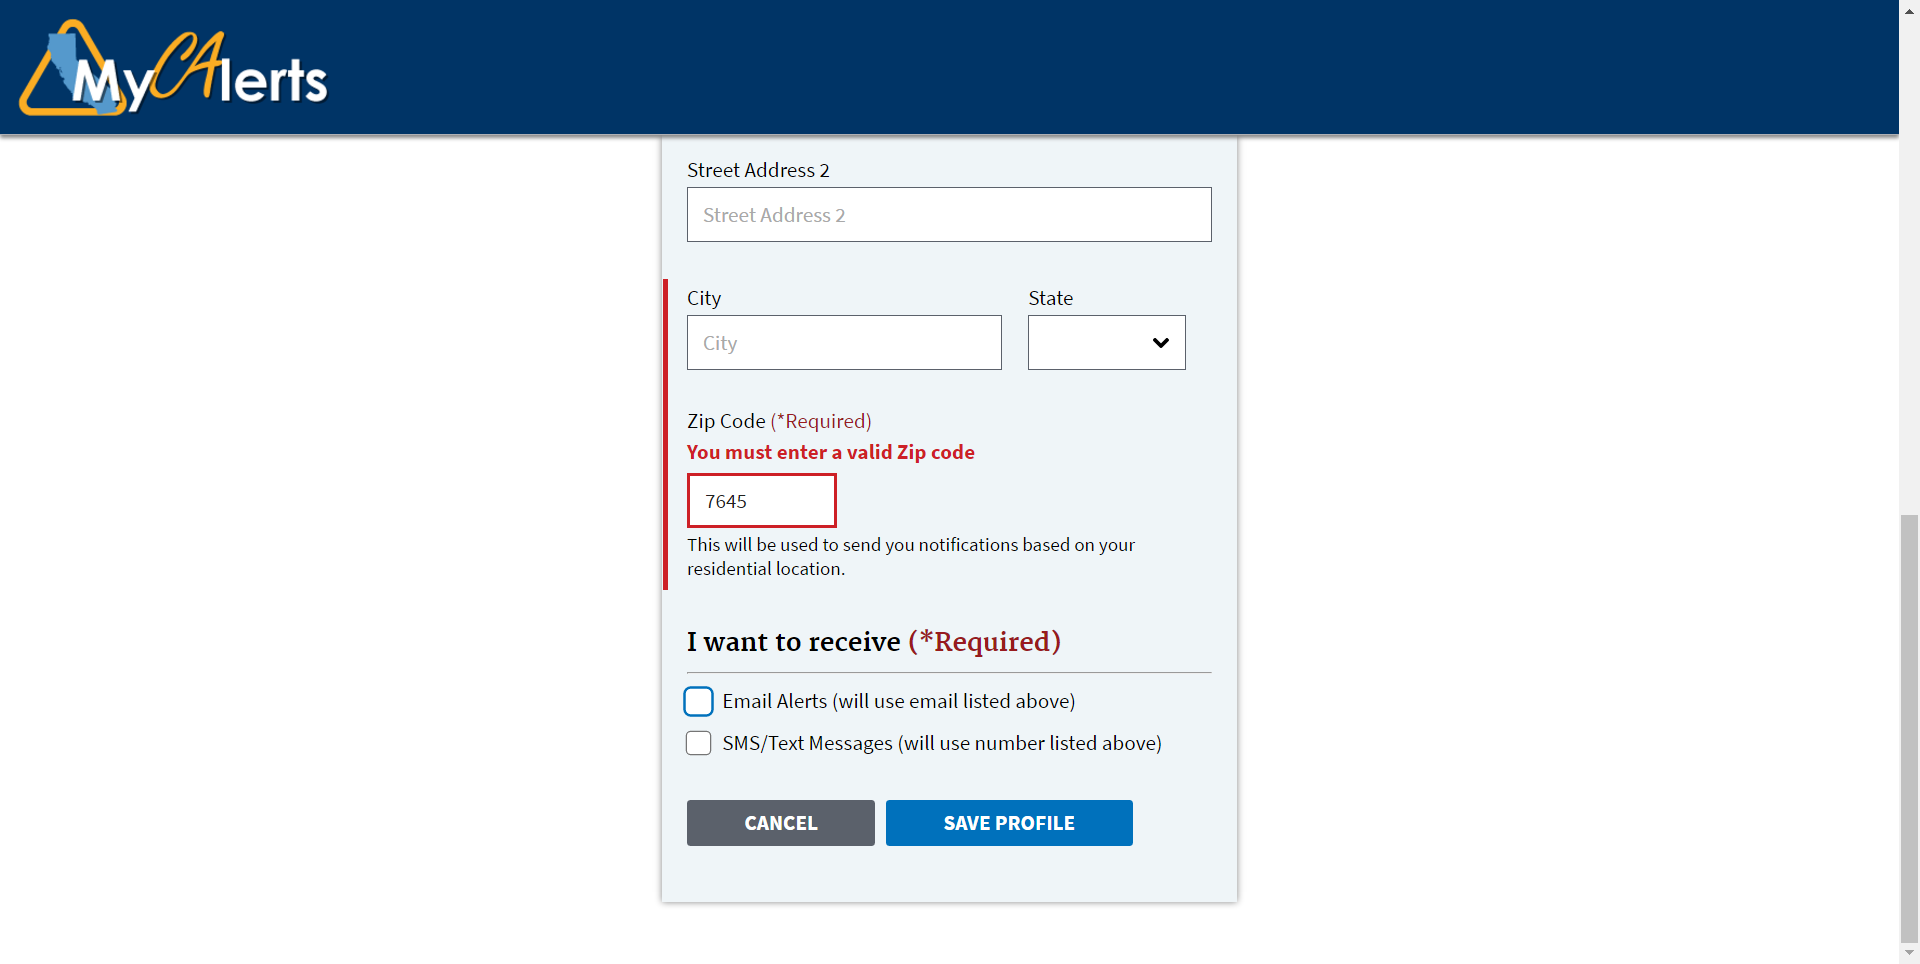 MyCAlerts
Street Address 2
Street Address 2
City
State
City
Zip Code (*Required)
You must enter a valid Zip code
7645
This will be used to send you notifications based on your
residential location.
I want to receive (*Required)
Email Alerts (will use email listed above)
SMS/Text Messages (will use number listed above)
CANCEL
SAVE PROFILE